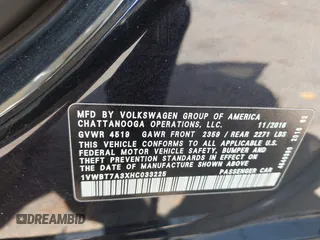 MFD BY VOLKSWAGEN GROUP OF AMERICA
CHATTANOOGA OPERATIONS, LLC. 11/2016
GVWR 4519 GAWR FRONT 2359 / REAR 2271 LBS
THIS VEHICLE CONFORMS TO ALL APPLICABLE
FEDERAL MOTOR VEHICLE SAFETY, BUMPER AND
THEFT PREVENTION STANDARDS IN EFFECT ON
THE DATE OF MANUFACTURE SHOWN ABOVE.
1VWBT7A3XHC033225 PASSENGER CAR
DREAMBID